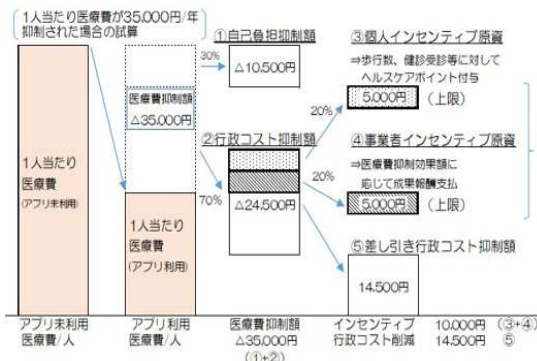 1人当たり医療費が35,000円/年
抑制された場合の試算
1人当たり
医療費
(アプリ未利用)
医療費抑制額
△35,000円
1人当たり
医療費
(アプリ利用)
30%
70%
①自己負担抑制額
△10,500円
②行政コスト抑制額
△24,500円
20%
20%
③個人インセンティブ原資
⇒歩行数、健診受診等に対して
ヘルスケアポイント付与
5,000円 (上限)
④事業者インセンティブ原資
⇒医療費抑制効果額に
応じて成果報酬支払
5,000円 (上限)
⑤差し引き行政コスト抑制額
14,500円
アプリ未利用
医療費/人
アプリ利用
医療費/人
医療費抑制額
△35,000円
(①+②)
インセンティブ 10,000円 (③+④)
行政コスト削減 14,500円 ⑤